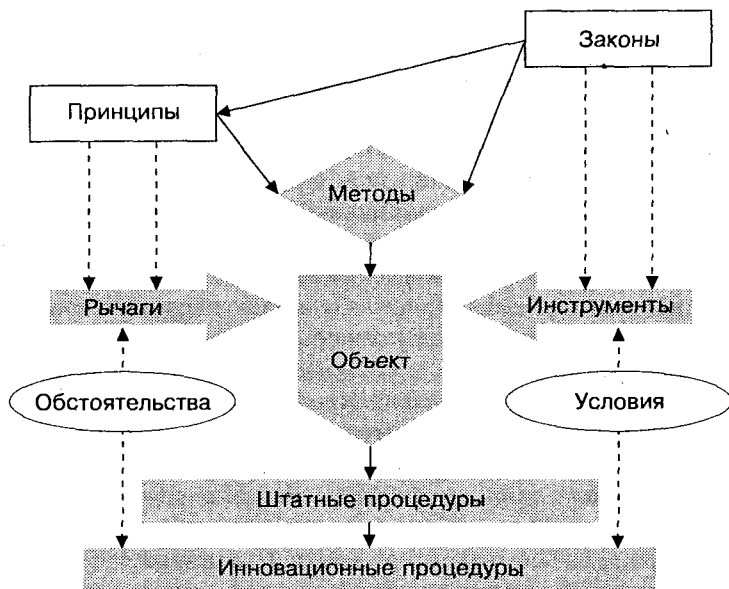 Законы
Принципы
Методы
Рычаги
Инструменты
Объект
Обстоятельства
Условия
Штатные процедуры
Инновационные процедуры